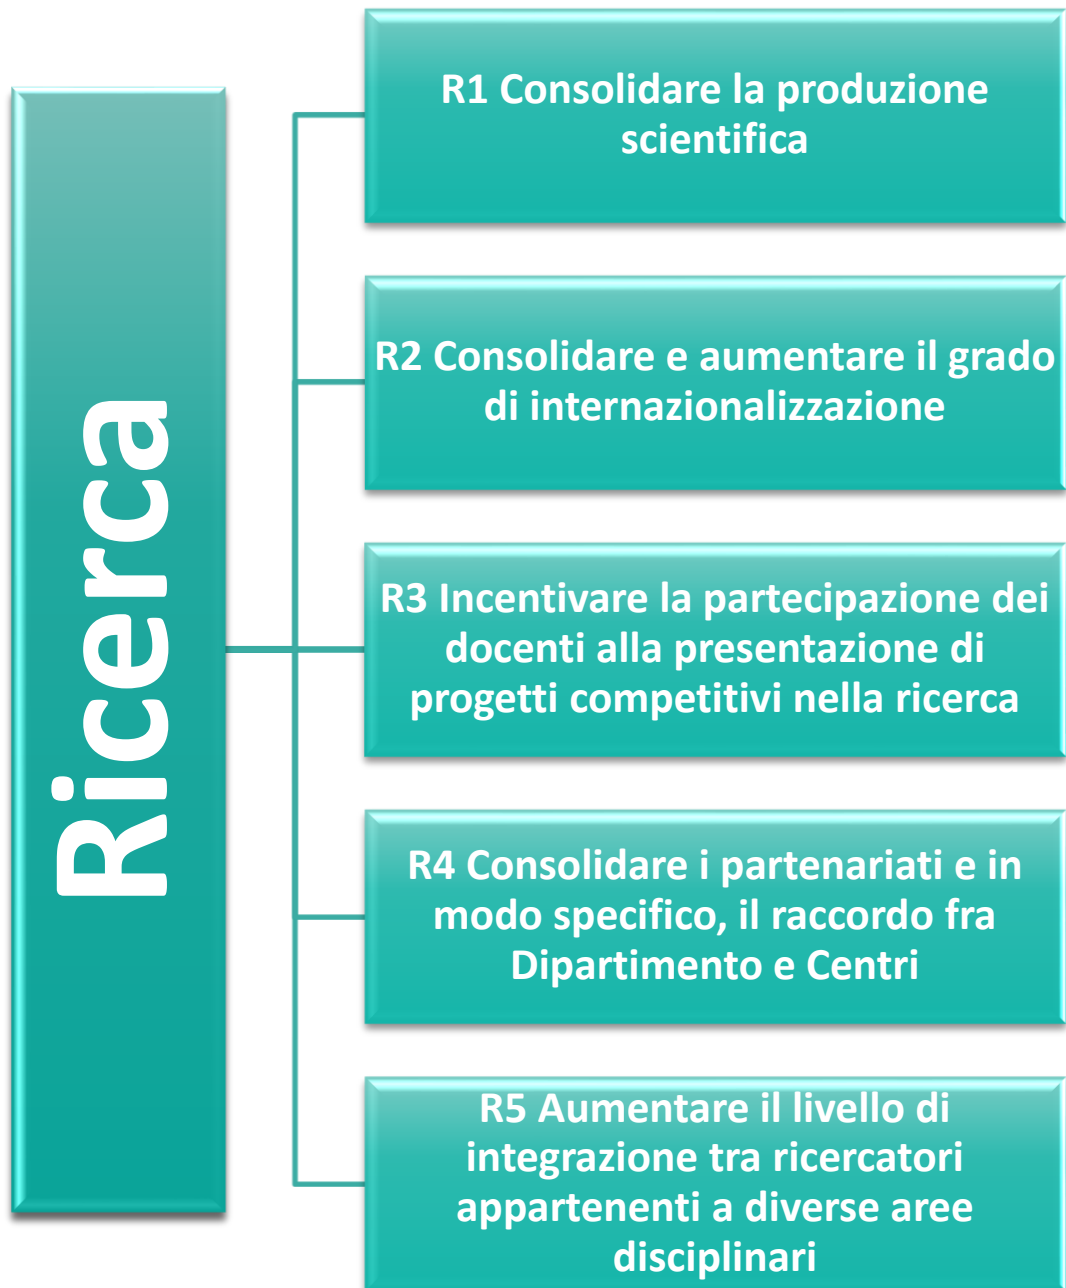 Ricerca
R1 Consolidare la produzione
scientifica
R2 Consolidare e aumentare il grado
di internazionalizzazione
R3 Incentivare la partecipazione dei
docenti alla presentazione di
progetti competitivi nella ricerca
R4 Consolidare i partenariati e in
modo specifico, il raccordo fra
Dipartimento e Centri
R5 Aumentare il livello di
integrazione tra ricercatori
appartenenti a diverse aree
disciplinari